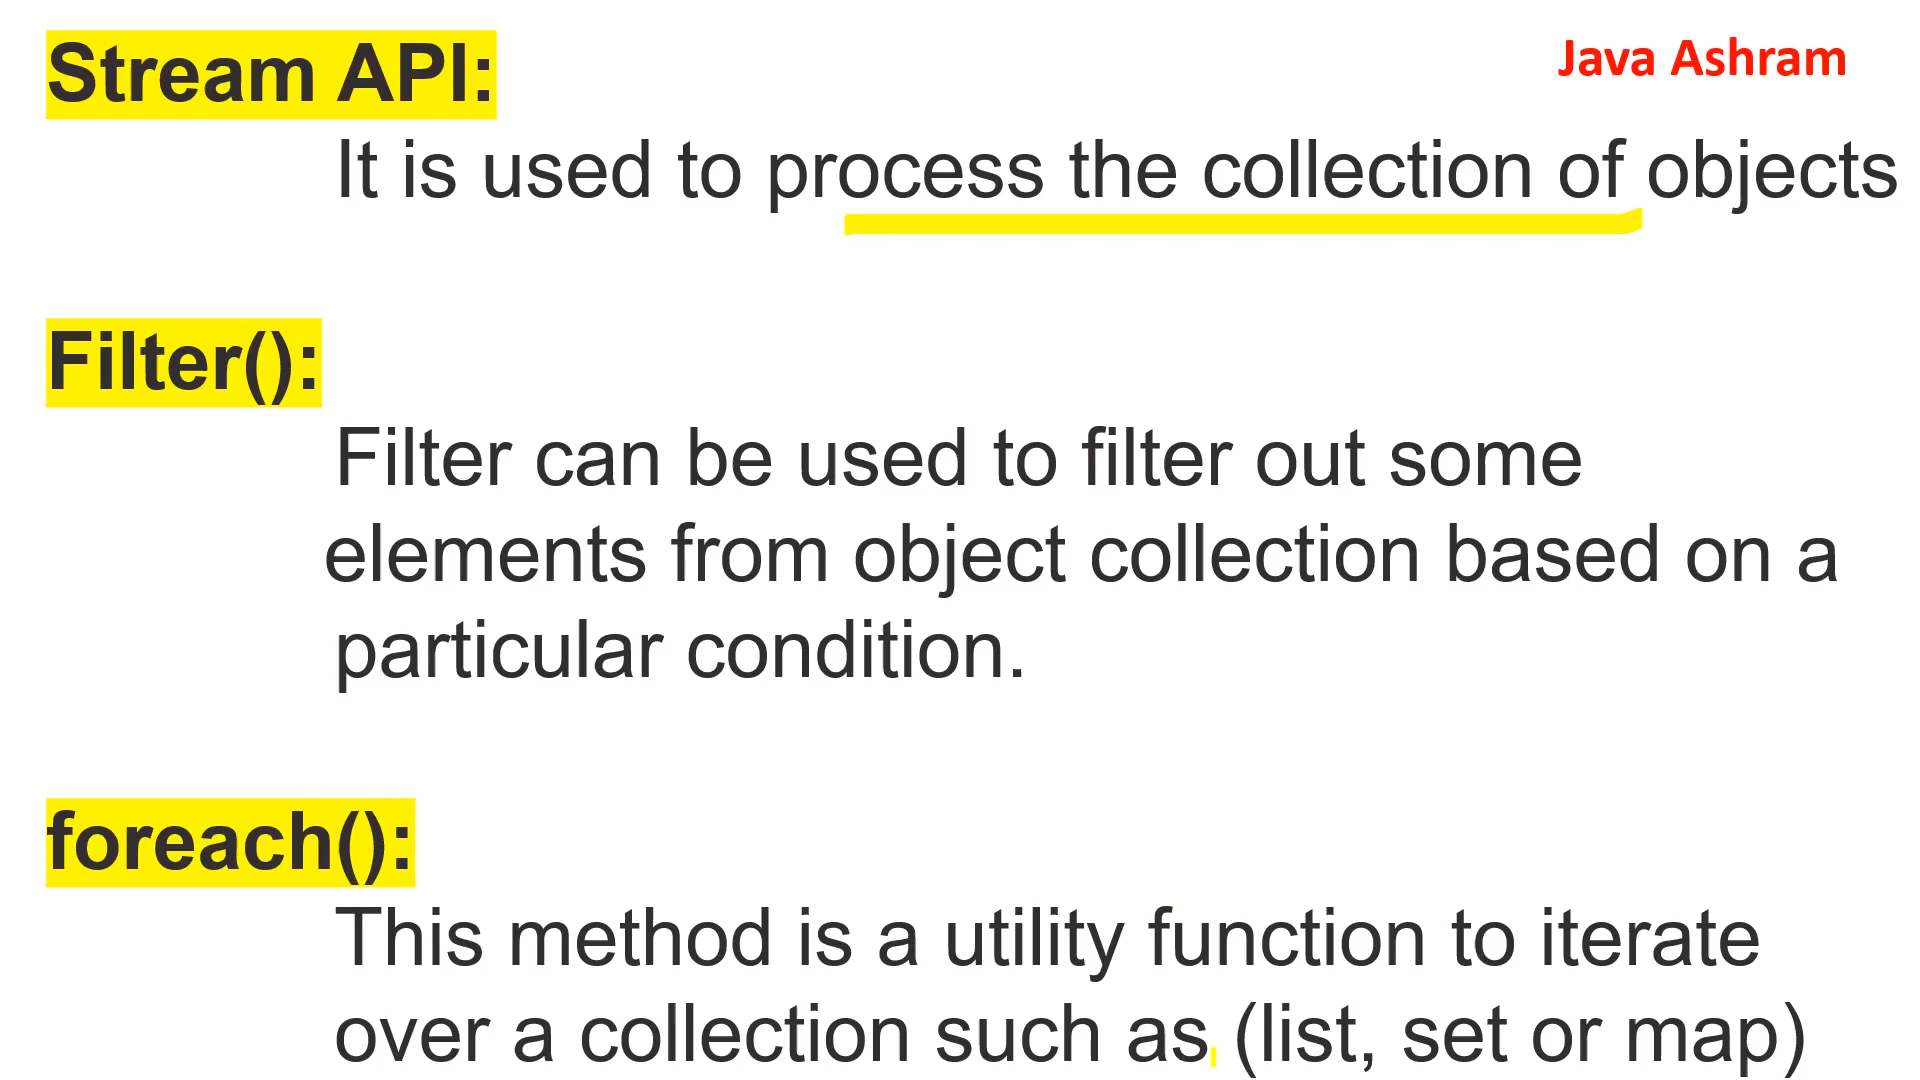 Stream API:
Java Ashram
It is used to process the collection of objects
Filter():
Filter can be used to filter out some
elements from object collection based on a
particular condition.
foreach():
This method is a utility function to iterate
over a collection such as (list, set or map)